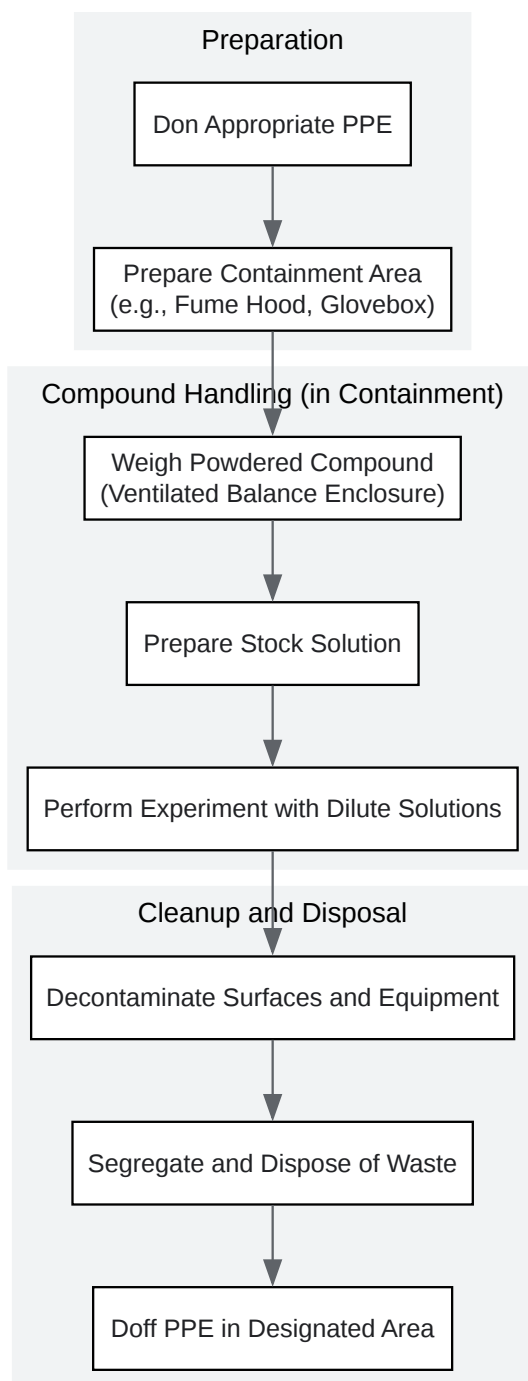 Preparation
Don Appropriate PPE
Prepare Containment Area
(e.g., Fume Hood, Glovebox)
Compound Handling (in Containment)
Weigh Powdered Compound
(Ventilated Balance Enclosure)
Prepare Stock Solution
Perform Experiment with Dilute Solutions
Cleanup and Disposal
Decontaminate Surfaces and Equipment
Segregate and Dispose of Waste
Doff PPE in Designated Area